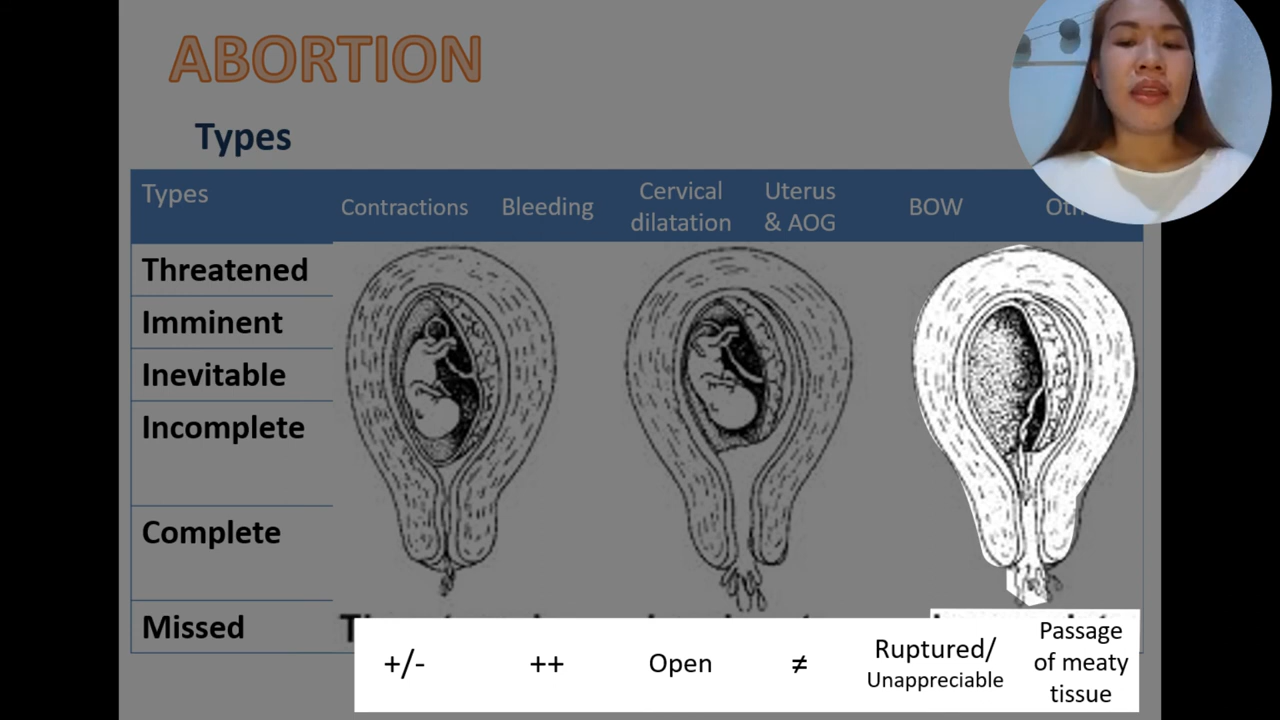 ABORTION
Types
Types
Contractions
Bleeding
Cervical
dilatation
Uterus
& AOG
BOW
Threatened
Imminent
Inevitable
Incomplete
Complete
Missed
+/-
++
Open
≠
Ruptured/
Unappreciable
Passage
of meaty
tissue